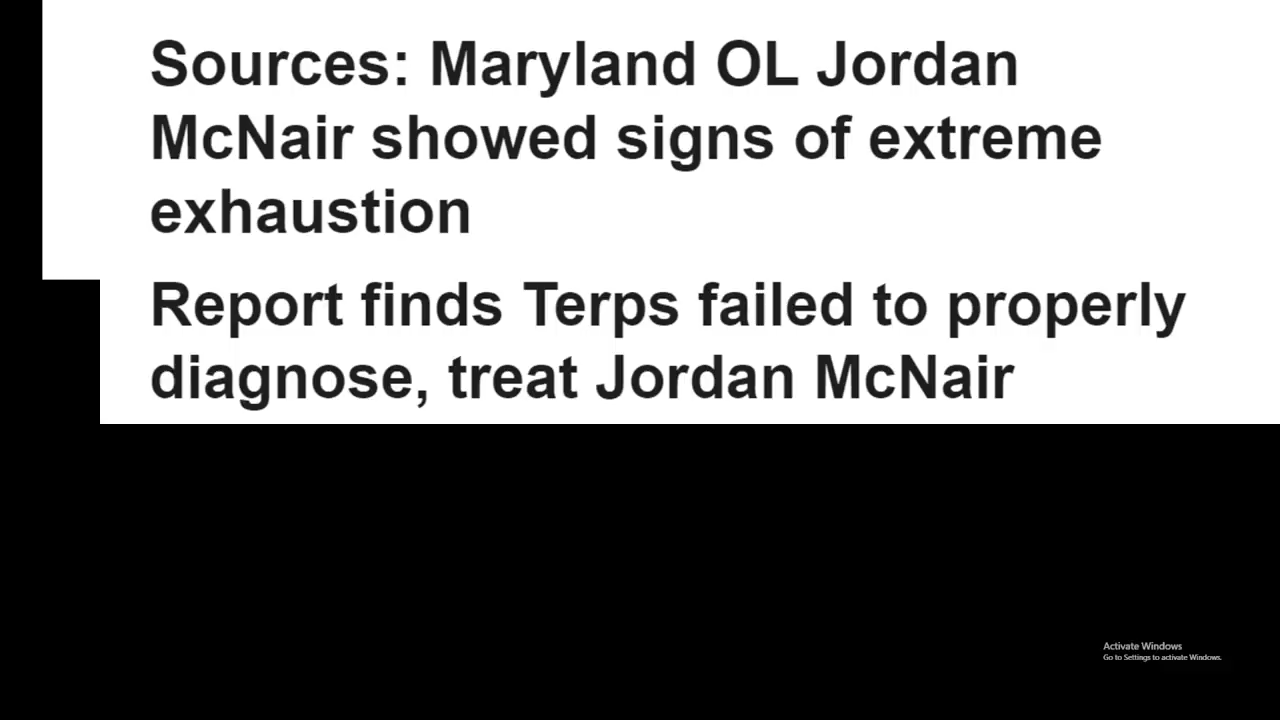 Sources: Maryland OL Jordan
McNair showed signs of extreme
exhaustion
Report finds Terps failed to properly
diagnose, treat Jordan McNair
Activate Windows
Go to Settings to activate Windows.